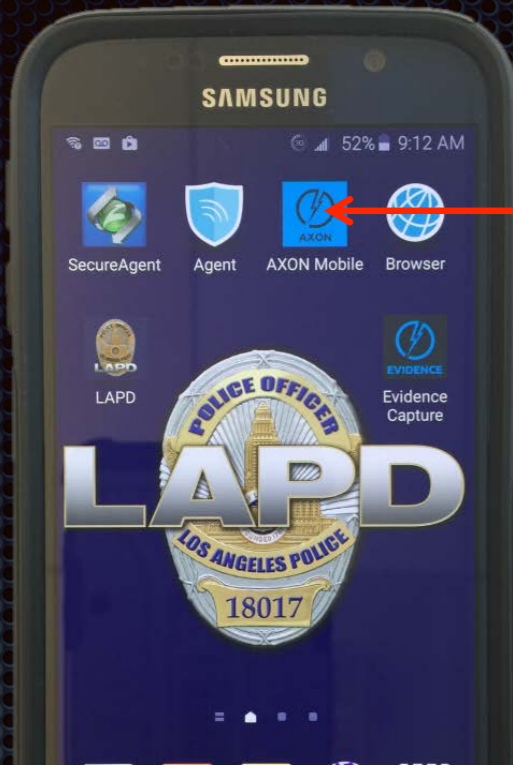 SAMSUNG
52% 9:12 AM
AXON
SecureAgent Agent AXON Mobile Browser
LAPD
EVIDENCE
LAPD
Evidence
Capture
POLICE OFFICER
LAPD
LOS ANGELES POLICE
18017